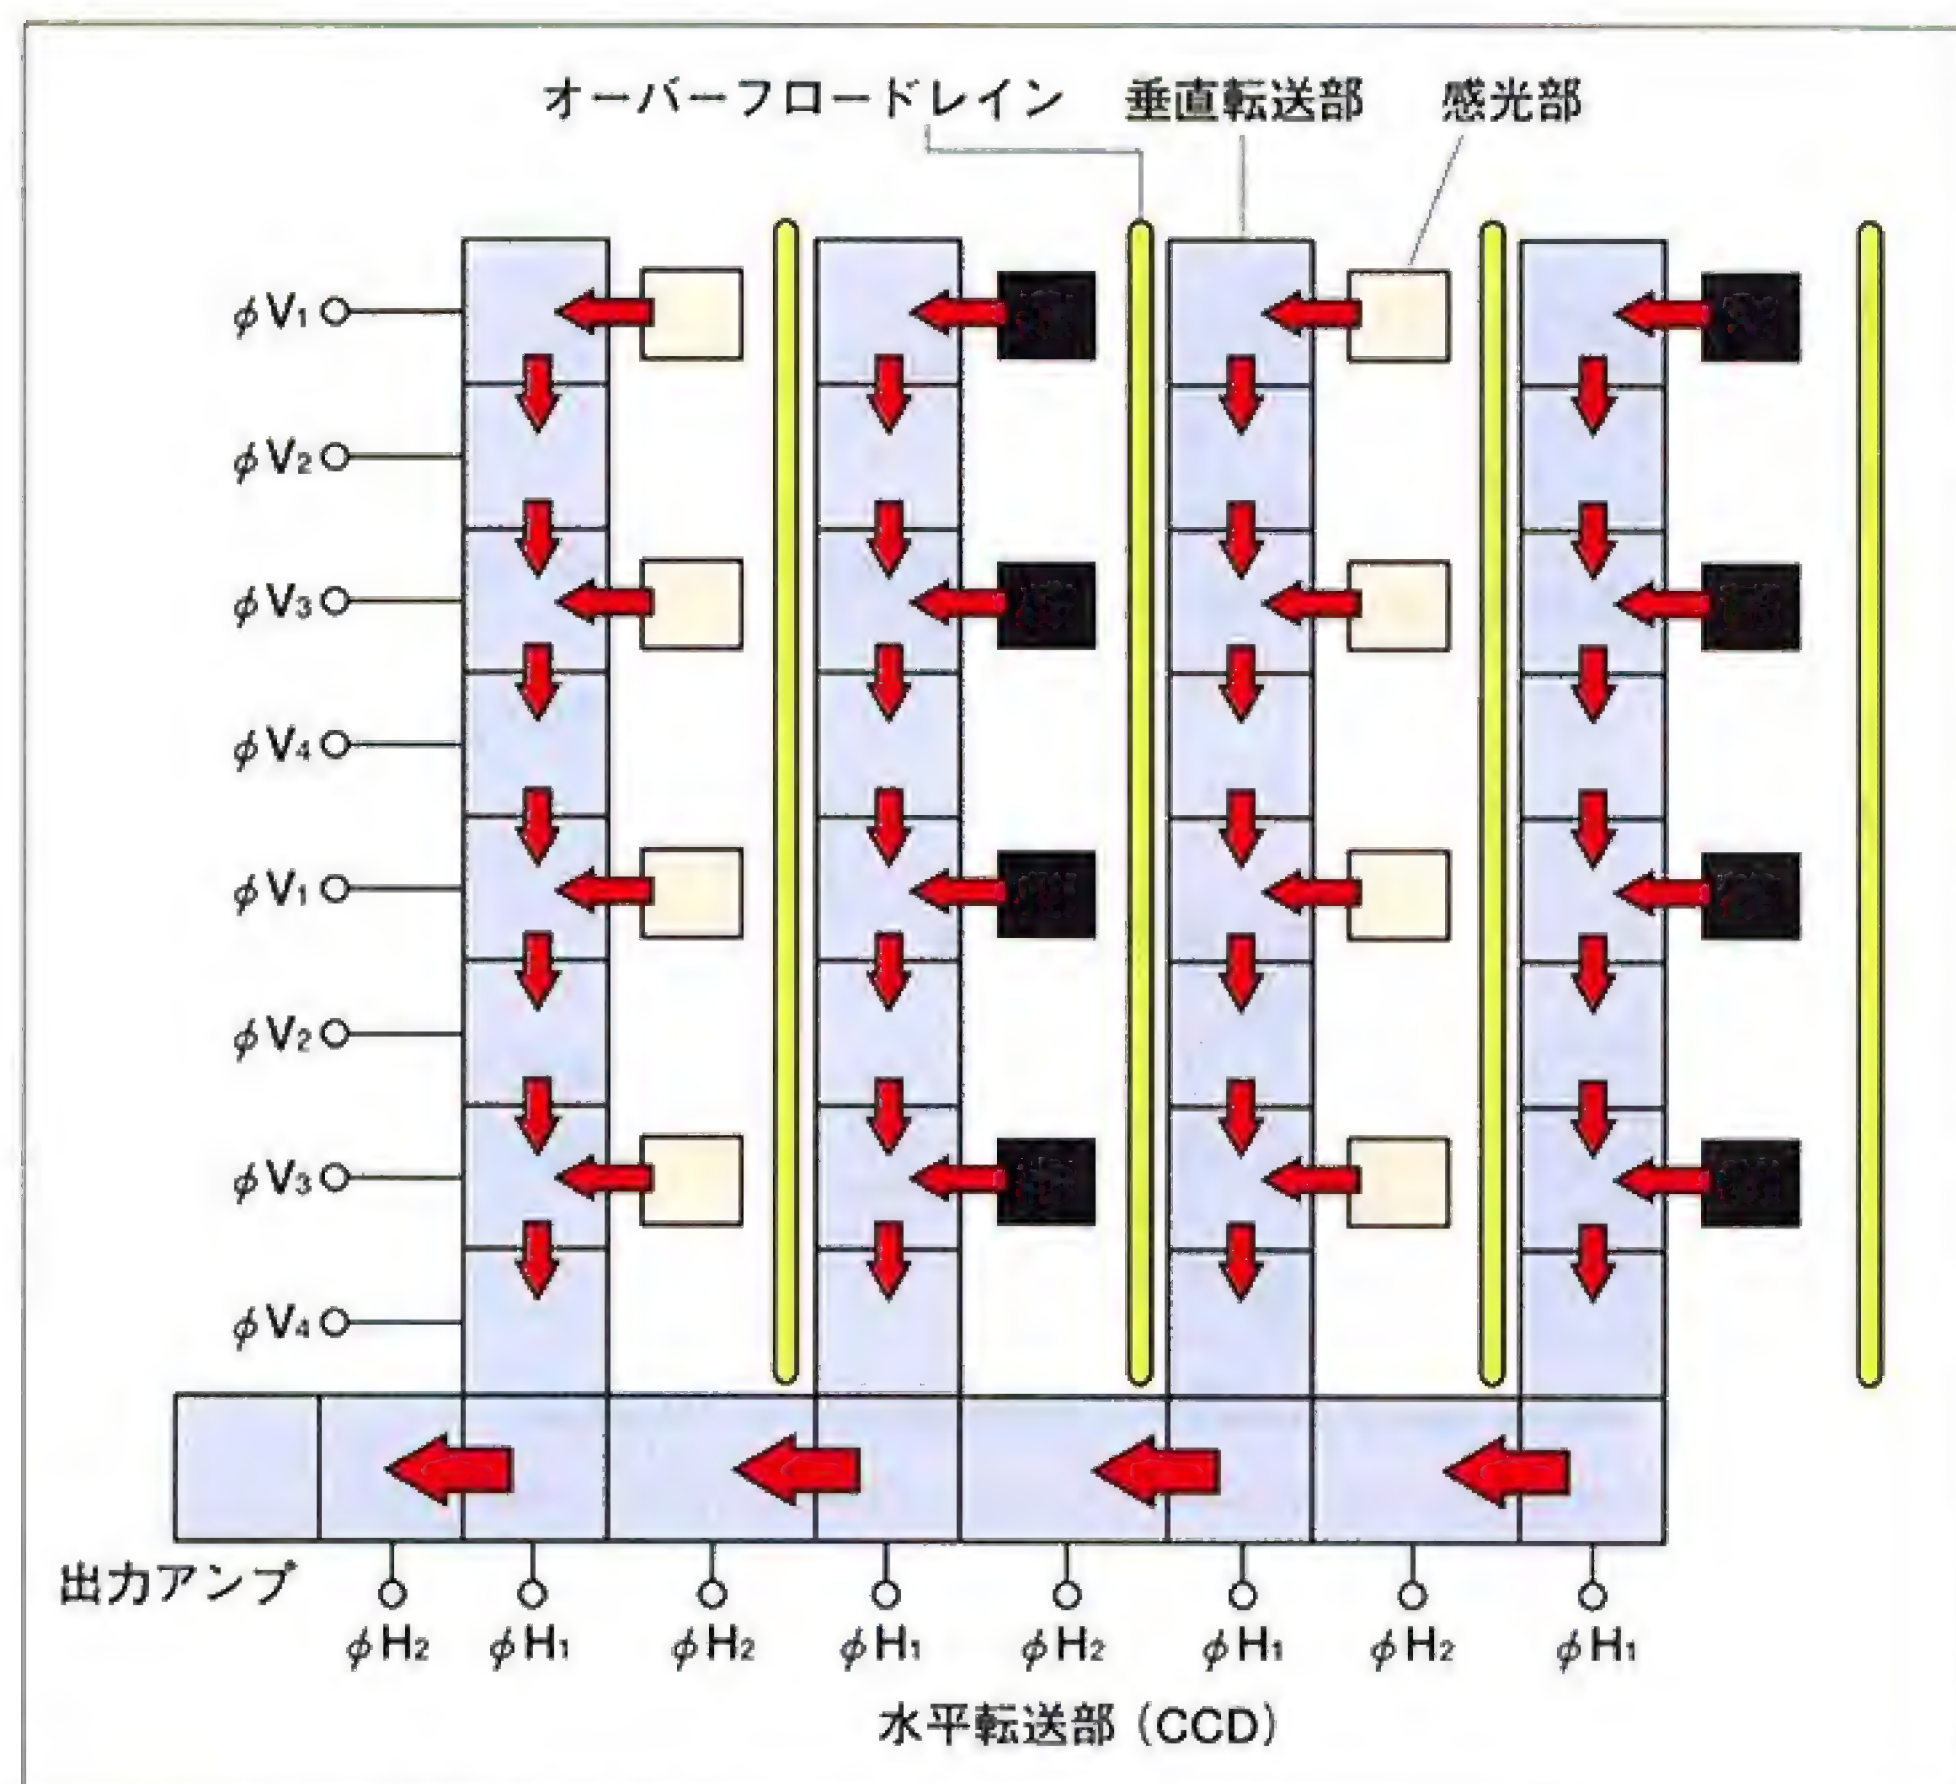 オーバーフロードレイン 垂直転送部 感光部
φV1
φV2
φV3
φV4
φV1
φV2
φV3
φV4
出力アンプ
φH2 φH1 φH2 φH1 φH2 φH1 φH2 φH1
水平転送部（CCD）